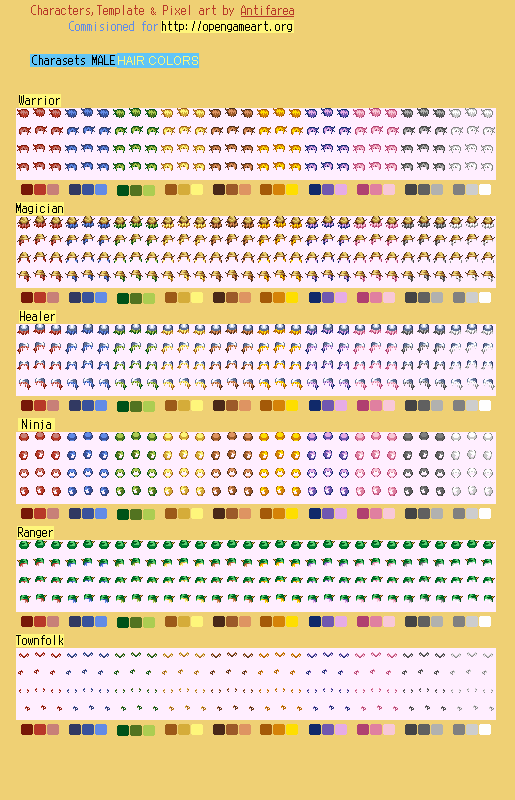 Characters,Template & Pixel art by Antifarea
Commisioned for http://opengameart.org
Charasets MALE HAIR COLORS
Warrior
Magician
Healer
Ninja
Ranger
Townfolk